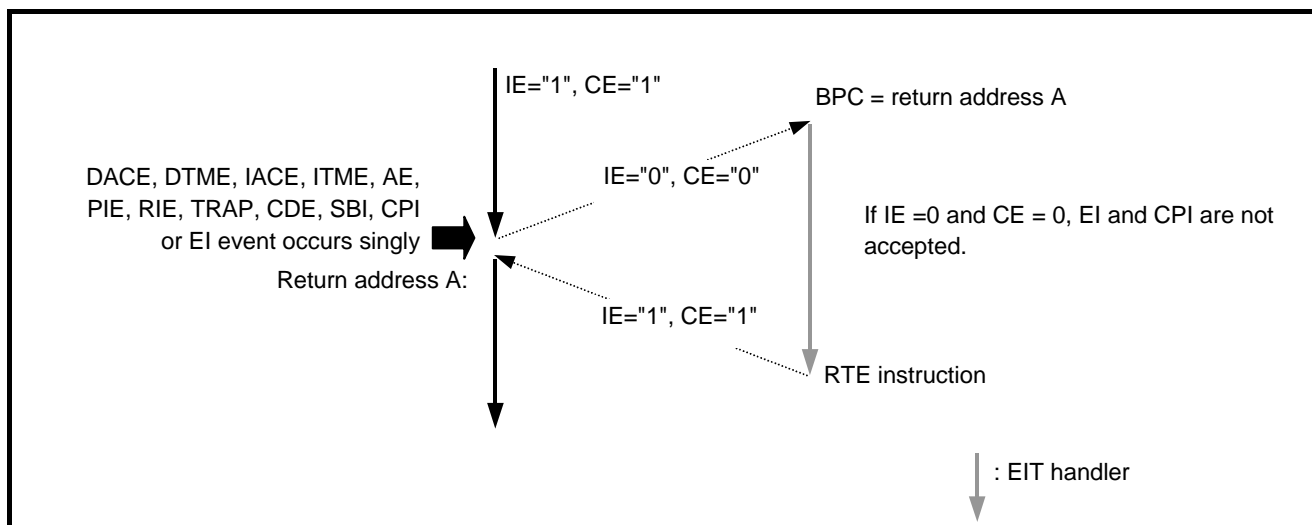 IE="1", CE="1"
BPC = return address A
DACE, DTME, IACE, ITME, AE,
PIE, RIE, TRAP, CDE, SBI, CPI
or EI event occurs singly
IE="0", CE="0"
If IE =0 and CE = 0, EI and CPI are not
accepted.
Return address A:
IE="1", CE="1"
RTE instruction
: EIT handler